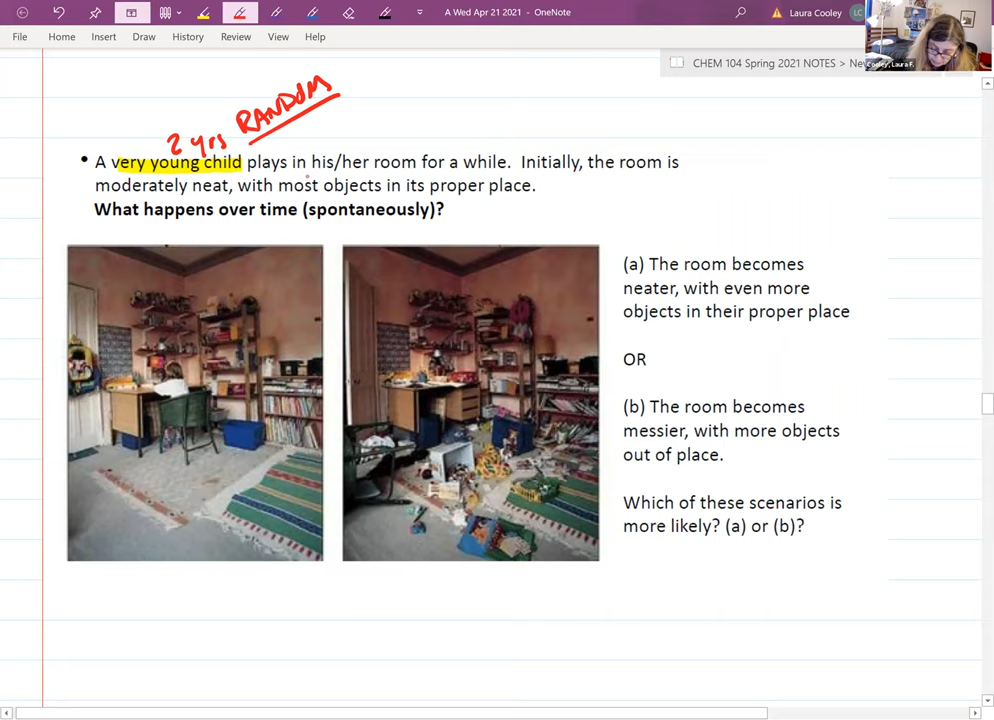 A Wed Apr 21 2021 - OneNote
Laura Cooley
LC
File Home Insert Draw History Review View Help
CHEM 104 Spring 2021 NOTES > Ne
Cooley, Laura F.
2 yrs RANDOM
• A very young child plays in his/her room for a while. Initially, the room is
moderately neat, with most objects in its proper place.
What happens over time (spontaneously)?
(a) The room becomes
neater, with even more
objects in their proper place
OR
(b) The room becomes
messier, with more objects
out of place.
Which of these scenarios is
more likely? (a) or (b)?